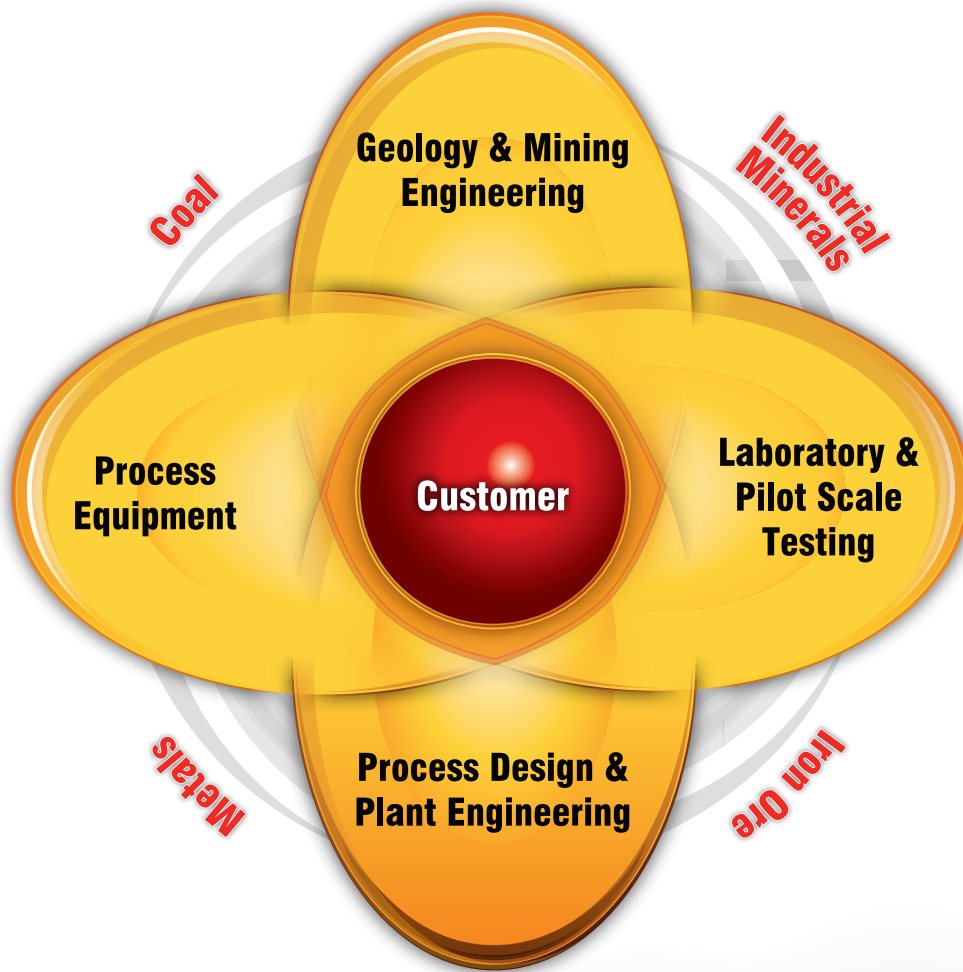 Geology & Mining
Engineering
Coal
Industrial
Minerals
Process
Equipment
Customer
Laboratory &
Pilot Scale
Testing
Metals
Process Design &
Plant Engineering
Iron Ore